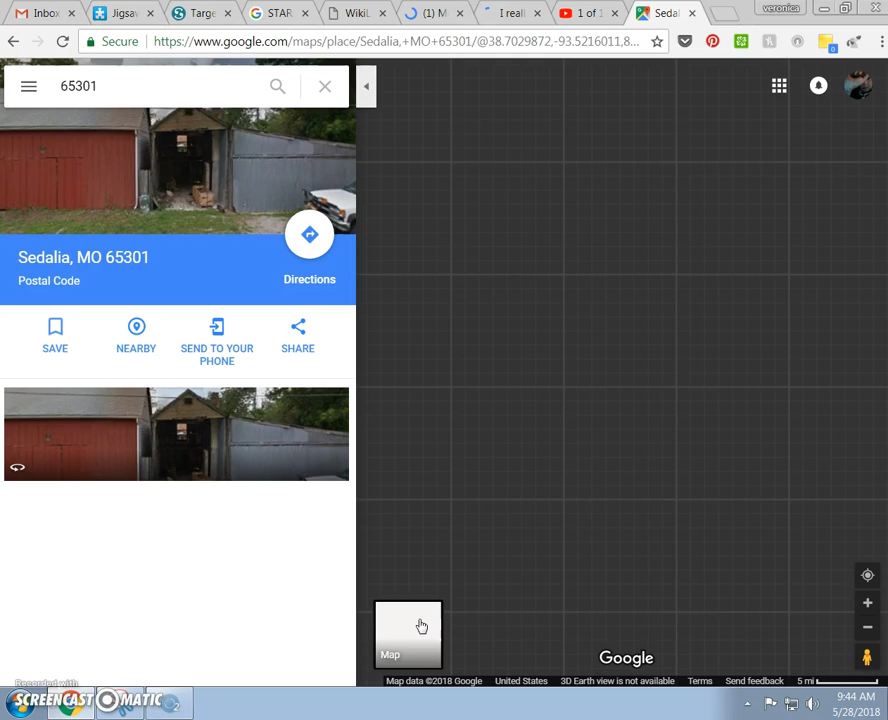 Inbox
Jigsaw
Targe
STAR
WikiL
(1) M
I reall
1 of 1
Sedal
veronica
Secure
https://www.google.com/maps/place/Sedalia,+MO+65301/@38.7029872,-93.5216011,8...
65301
Sedalia, MO 65301
Postal Code
Directions
SAVE
NEARBY
SEND TO YOUR
PHONE
SHARE
Map
Google
Map data ©2018 Google United States 3D Earth view is not available Terms Send feedback 5 mi
Recorded with
SCREENCAST O MATIC
2
9:44 AM
5/28/2018